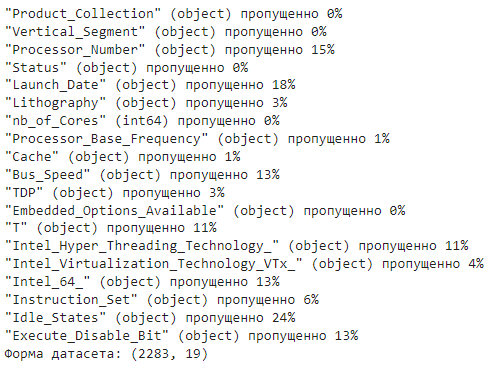 "Product_Collection" (object) пропущенно 0%
"Vertical_Segment" (object) пропущенно 0%
"Processor_Number" (object) пропущенно 15%
"Status" (object) пропущенно 0%
"Launch_Date" (object) пропущенно 18%
"Lithography" (object) пропущенно 3%
"nb_of_Cores" (int64) пропущенно 0%
"Processor_Base_Frequency" (object) пропущенно 1%
"Cache" (object) пропущенно 1%
"Bus_Speed" (object) пропущенно 13%
"TDP" (object) пропущенно 3%
"Embedded_Options_Available" (object) пропущенно 0%
"T" (object) пропущенно 11%
"Intel_Hyper_Threading_Technology_" (object) пропущенно 11%
"Intel_Virtualization_Technology_VTx_" (object) пропущенно 4%
"Intel_64_" (object) пропущенно 13%
"Instruction_Set" (object) пропущенно 6%
"Idle_States" (object) пропущенно 24%
"Execute_Disable_Bit" (object) пропущенно 13%
Форма датасета: (2283, 19)